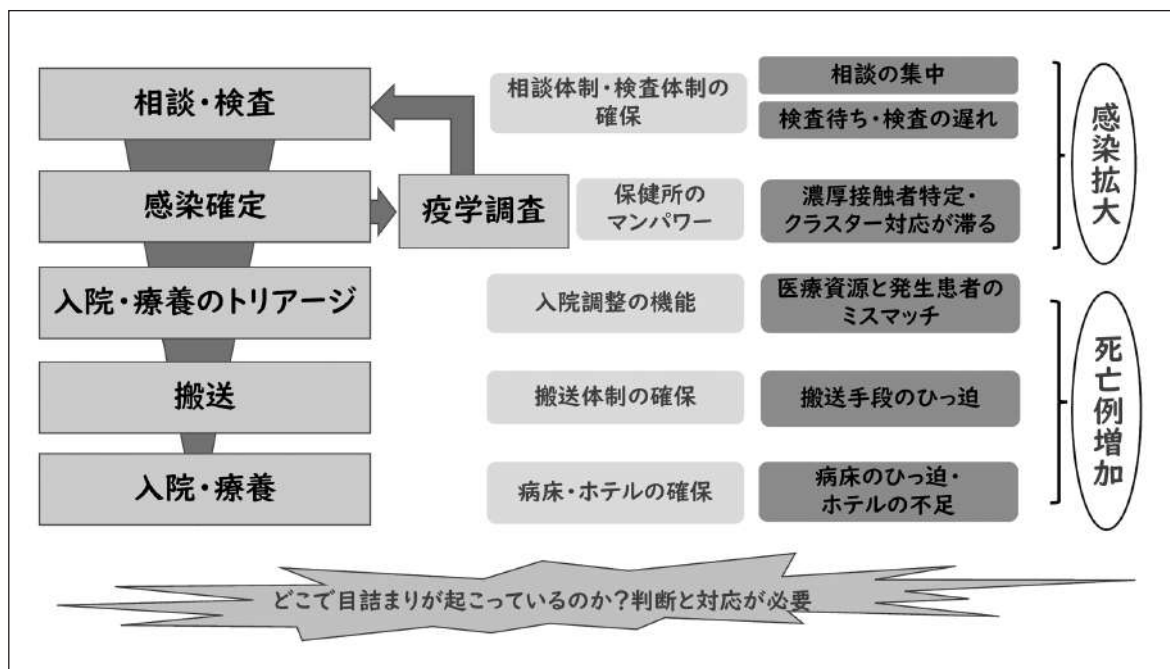 相談・検査
相談体制・検査体制の
確保
相談の集中
検査待ち・検査の遅れ
感染確定
疫学調査
保健所の
マンパワー
濃厚接触者特定・
クラスター対応が滞る
感染拡大
入院・療養のトリアージ
入院調整の機能
医療資源と発生患者の
ミスマッチ
搬送
搬送体制の確保
搬送手段のひっ迫
入院・療養
病床・ホテルの確保
病床のひっ迫・
ホテルの不足
死亡例増加
どこで目詰まりが起こっているのか?判断と対応が必要